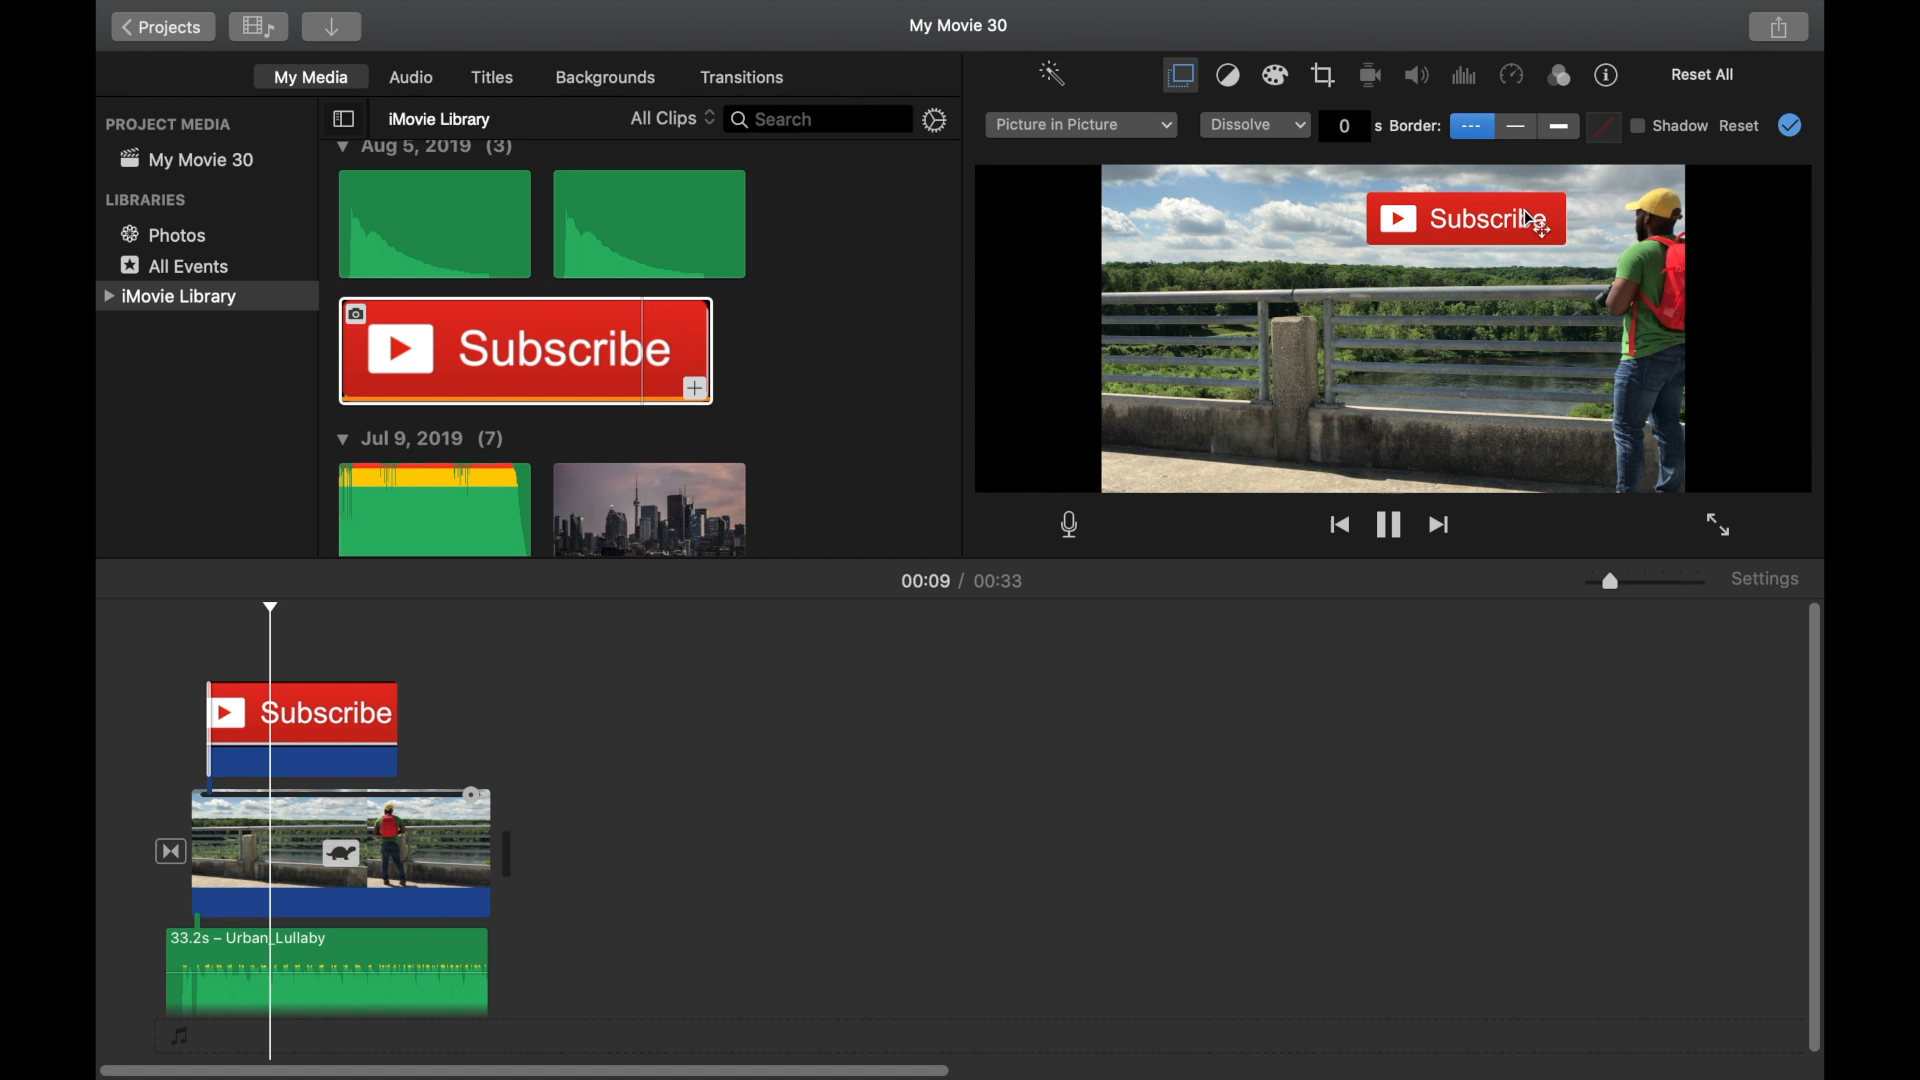 Projects
My Movie 30
My Media
Audio
Titles
Backgrounds
Transitions
Reset All
PROJECT MEDIA
My Movie 30
LIBRARIES
Photos
All Events
iMovie Library
iMovie Library
All Clips
Search
Picture in Picture
Dissolve
0 s
Border:
Shadow
Reset
Aug 5, 2019 (3)
Subscribe
Jul 9, 2019 (7)
Subscribe
00:09 / 00:33
Settings
Subscribe
33.2s – Urban_Lullaby